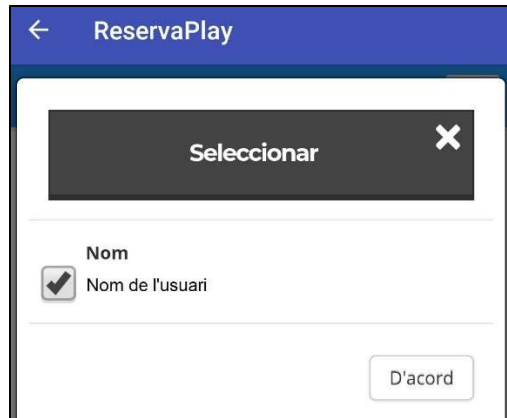 ReservaPlay
Seleccionar
Nom
Nom de l'usuari
D'acord